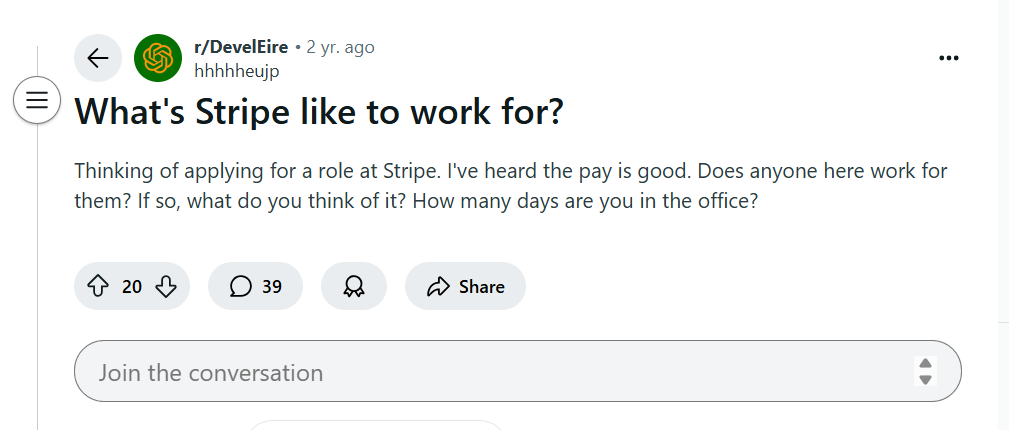 r/DevelEire • 2 yr. ago
hhhhheujp
What's Stripe like to work for?
Thinking of applying for a role at Stripe. I've heard the pay is good. Does anyone here work for
them? If so, what do you think of it? How many days are you in the office?
20 39 Share
Join the conversation